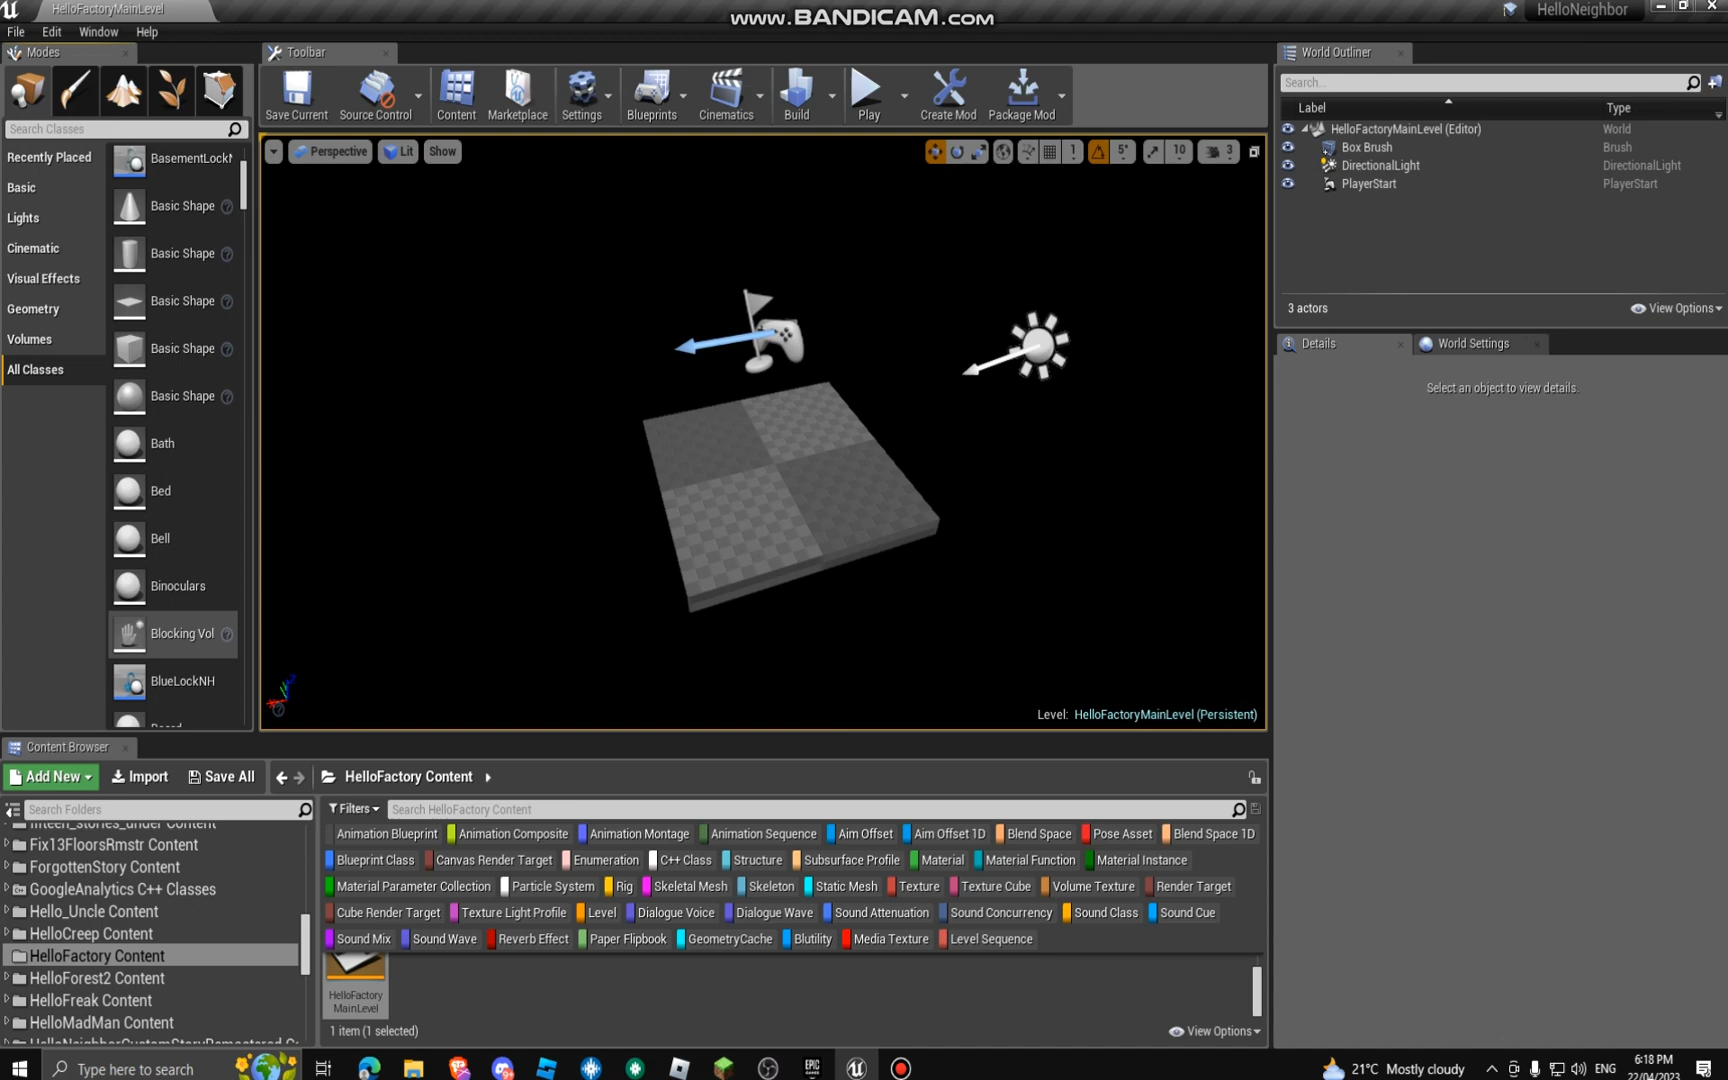 HelloFactoryMainLevel
www.BANDICAM.com
HelloNeighbor
File Edit Window Help
Modes
Toolbar
World Outliner
Save Current
Source Control
Content
Marketplace
Settings
Blueprints
Cinematics
Build
Play
Create Mod
Package Mod
Search...
Label Type
HelloFactoryMainLevel (Editor) World
Box Brush Brush
DirectionalLight DirectionalLight
PlayerStart PlayerStart
3 actors
View Options
Details
World Settings
Select an object to view details.
Search Classes
Recently Placed
Basic
Lights
Cinematic
Visual Effects
Geometry
Volumes
All Classes
BasementLock
Basic Shape
Basic Shape
Basic Shape
Basic Shape
Basic Shape
Bath
Bed
Bell
Binoculars
Blocking Vol
BlueLockNH
Perspective
Lit
Show
1
5°
10
3
Level: HelloFactoryMainLevel (Persistent)
Content Browser
Add New
Import
Save All
HelloFactory Content
Search Folders
Filters
Search HelloFactory Content
fifteen_stories_under Content
Fix13FloorsRmstr Content
ForgottenStory Content
GoogleAnalytics C++ Classes
Hello_Uncle Content
HelloCreep Content
HelloFactory Content
HelloForest2 Content
HelloFreak Content
HelloMadMan Content
Animation Blueprint Animation Composite Animation Montage Animation Sequence Aim Offset Aim Offset 1D Blend Space Pose Asset Blend Space 1D
Blueprint Class Canvas Render Target Enumeration C++ Class Structure Subsurface Profile Material Material Function Material Instance
Material Parameter Collection Particle System Rig Skeletal Mesh Skeleton Static Mesh Texture Texture Cube Volume Texture Render Target
Cube Render Target Texture Light Profile Level Dialogue Voice Dialogue Wave Sound Attenuation Sound Concurrency Sound Class Sound Cue
Sound Mix Sound Wave Reverb Effect Paper Flipbook GeometryCache Blutility Media Texture Level Sequence
HelloFactory
MainLevel
1 item (1 selected)
View Options
Type here to search
EPIC
GAMES
21°C Mostly cloudy
ENG
6:18 PM
22/04/2023